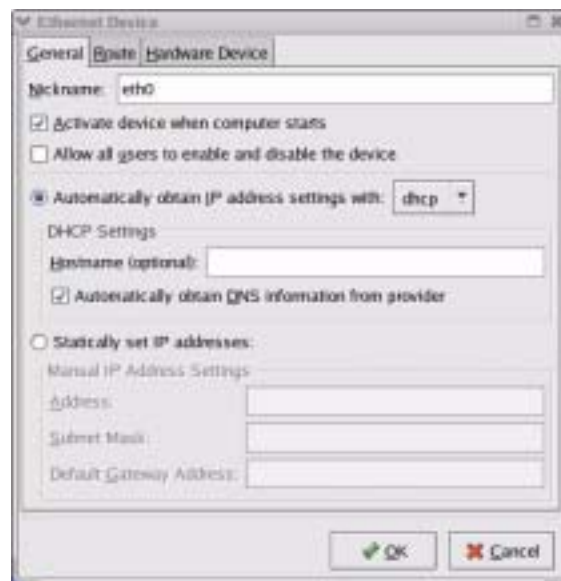 Ethernet Device
General Route Hardware Device
Nickname: eth0
Activate device when computer starts
Allow all users to enable and disable the device
Automatically obtain IP address settings with: dhcp
DHCP Settings
Hostname (optional):
Automatically obtain DNS information from provider
Statically set IP addresses:
Manual IP Address Settings
Address:
Subnet Mask:
Default Gateway Address:
OK Cancel